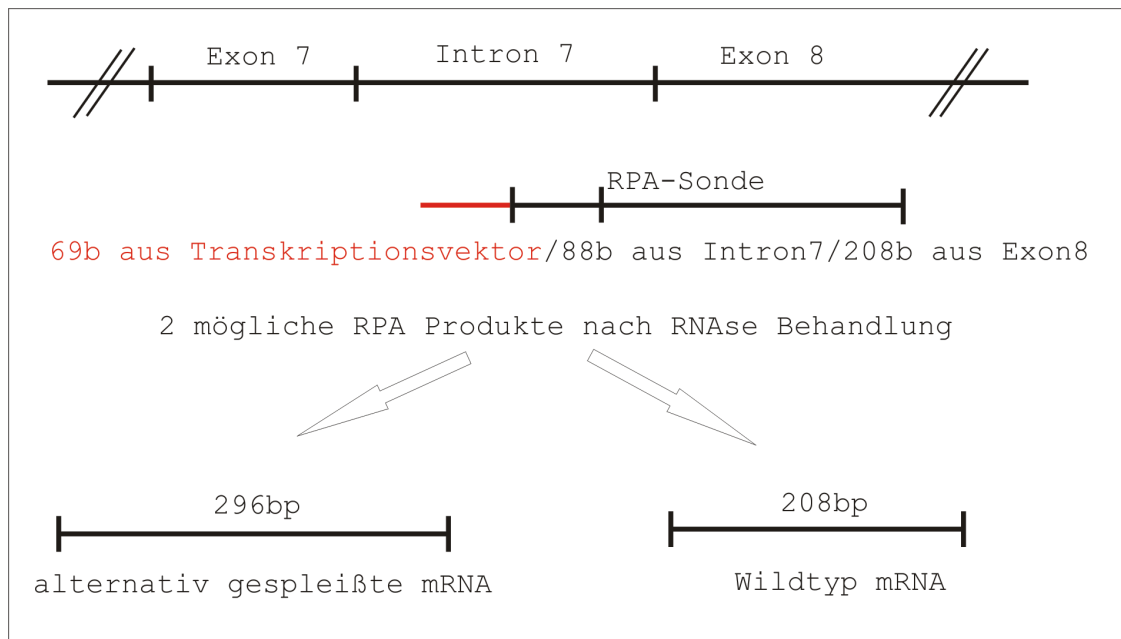 Exon 7 Intron 7 Exon 8
RPA-Sonde
69b aus Transkriptionsvektor/88b aus Intron7/208b aus Exon8
2 mögliche RPA Produkte nach RNAse Behandlung
296bp 208bp
alternativ gespleißte mRNA Wildtyp mRNA